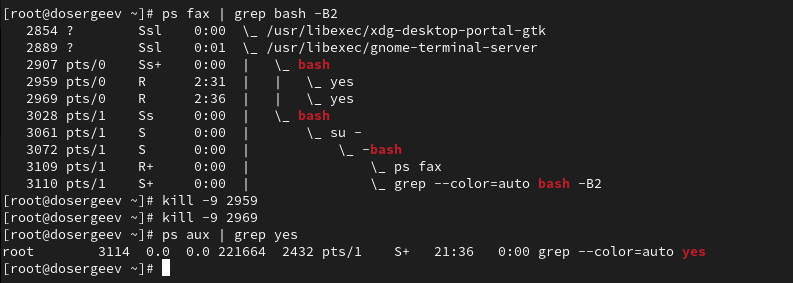 [root@dosergeev ~]# ps fax | grep bash -B2
   2854 ?        Ssl    0:00  \_ /usr/libexec/xdg-desktop-portal-gtk
   2889 ?        Ssl    0:01  \_ /usr/libexec/gnome-terminal-server
   2907 pts/0    Ss+    0:00  |   \_ bash
   2959 pts/0    R      2:31  |   |   \_ yes
   2969 pts/0    R      2:36  |   |   \_ yes
   3028 pts/1    Ss     0:00  |   \_ bash
   3061 pts/1    S      0:00  |       \_ su -
   3072 pts/1    S      0:00  |           \_ -bash
   3109 pts/1    R+     0:00  |               \_ ps fax
   3110 pts/1    S+     0:00  |               \_ grep --color=auto bash -B2
[root@dosergeev ~]# kill -9 2959
[root@dosergeev ~]# kill -9 2969
[root@dosergeev ~]# ps aux | grep yes
root        3114  0.0  0.0 221664  2432 pts/1    S+   21:36   0:00 grep --color=auto yes
[root@dosergeev ~]#